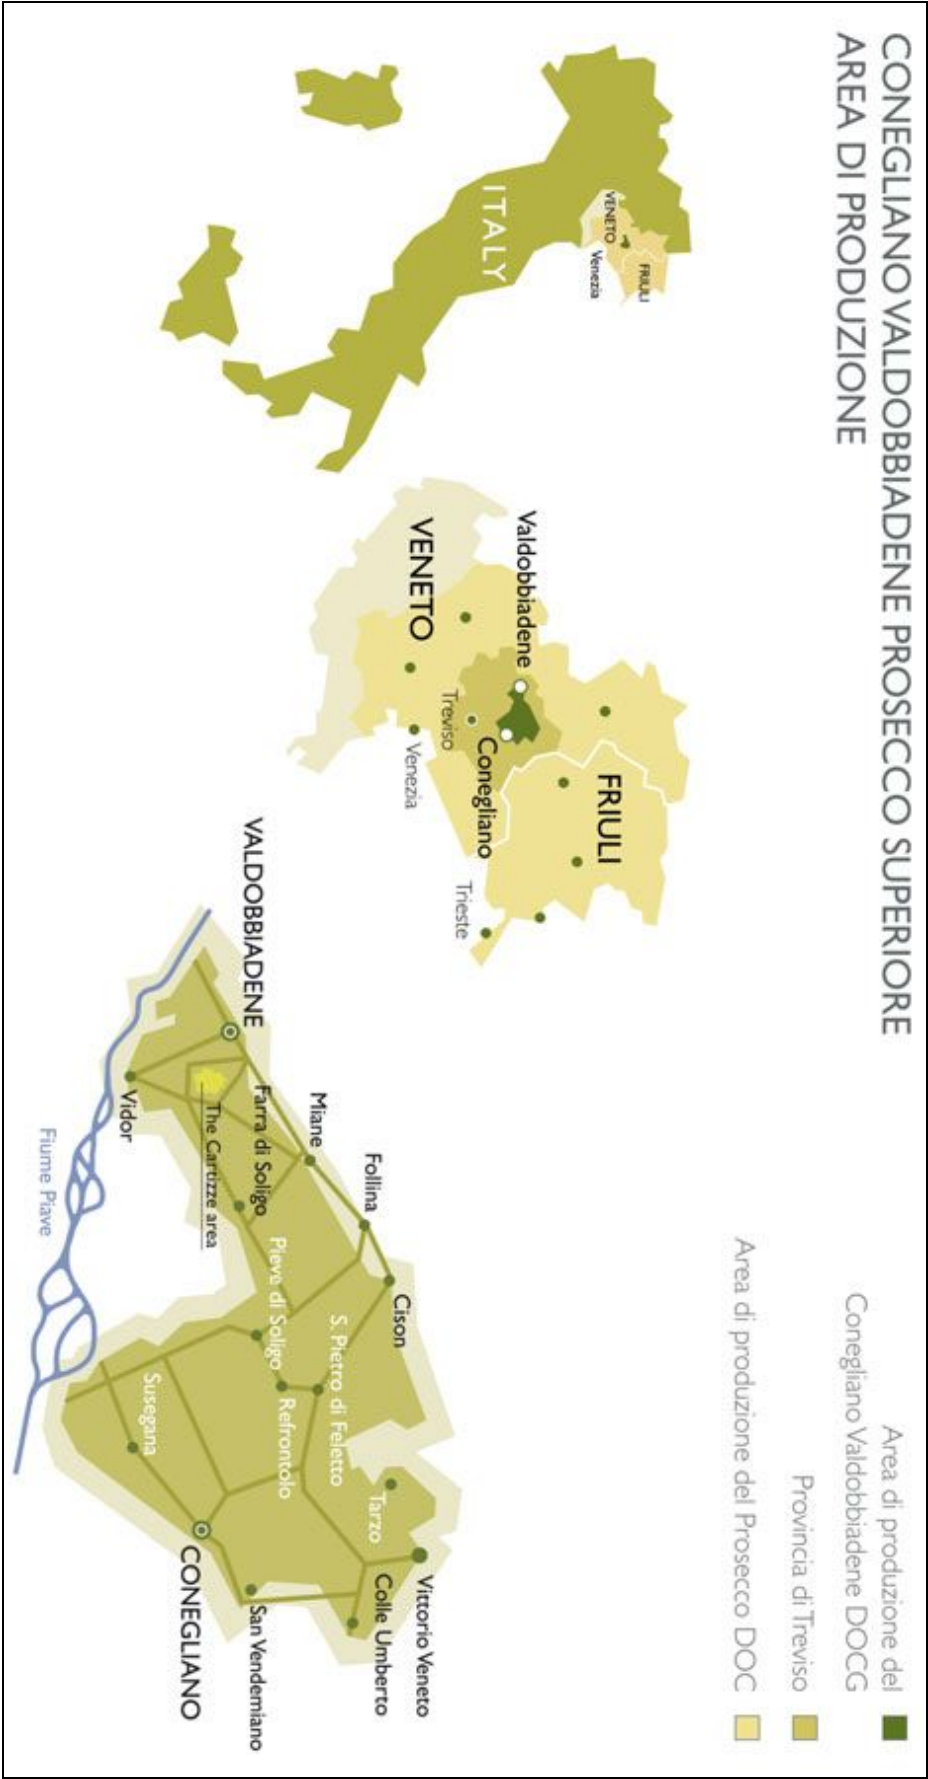 CONEGLIANO VALDOBBIADENE PROSECCO SUPERIORE
AREA DI PRODUZIONE
Area di produzione del
Conegliano Valdobbiadene DOCG
Provincia di Treviso
Area di produzione del Prosecco DOC
ITALY
VENETO
FRIULI
Venezia
Valdobbiadene
VENETO
FRIULI
Treviso
Conegliano
Venezia
Trieste
VALDOBBIADENE
Follina
Cison
Miane
Vittorio Veneto
Tarzo
Colle Umberto
S. Pietro di Feletto
Farra di Soligo
Pieve di Soligo
Refrontolo
San Vendemiano
The Cartizze area
CONEGLIANO
Susegana
Vidor
Fiume Piave